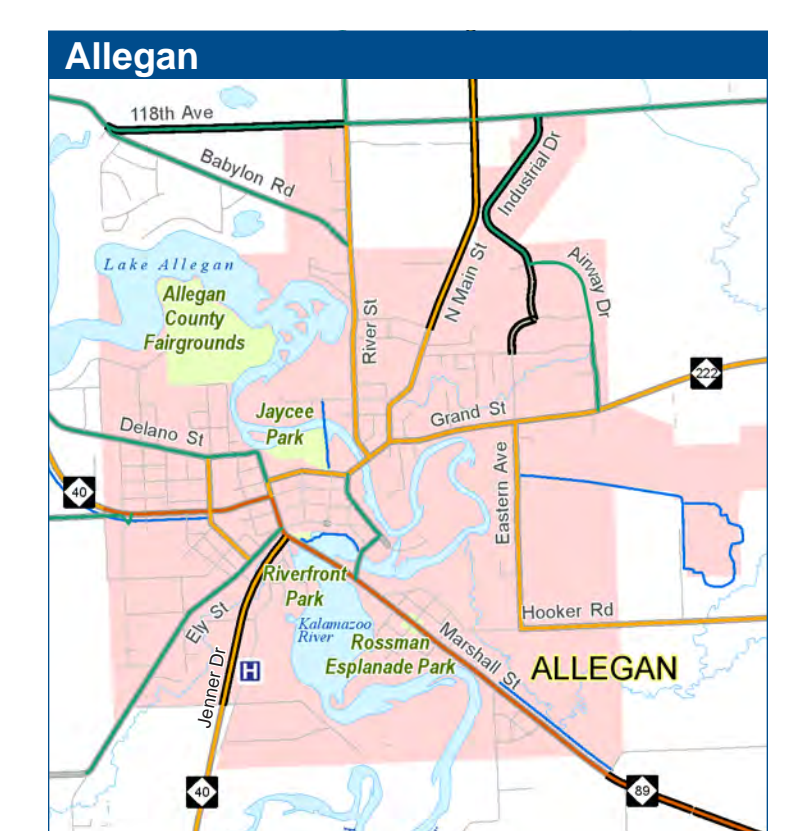 Allegan
118th Ave
Babylon Rd
Industrial Dr
Lake Allegan
N Main St
Airway Dr
Allegan
County
Fairgrounds
River St
222
Jaycee
Park
Grand St
Delano St
Eastern Ave
40
Riverfront
Park
Hooker Rd
Ely St
Kalamazoo
River
Rossman
Esplanade Park
Marshall St
ALLEGAN
H
Jenner Dr
40
89